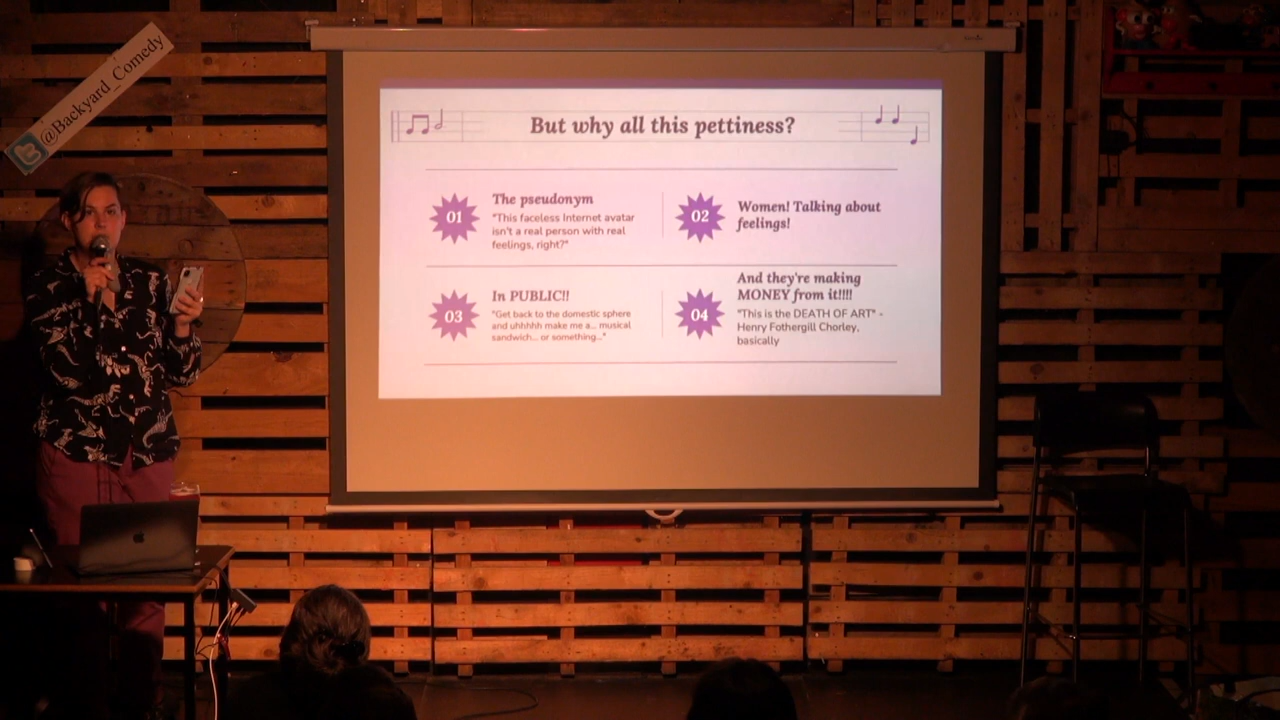 @Backyard_Comedy
But why all this pettiness?
01
The pseudonym
"This faceless Internet avatar
isn't a real person with real
feelings, right?"
02
Women! Talking about
feelings!
03
In PUBLIC!!
"Get back to the domestic sphere
and uhhhhh make me a... musical
sandwich... or something..."
04
And they're making
MONEY from it!!!!
"This is the DEATH OF ART" -
Henry Fothergill Chorley,
basically